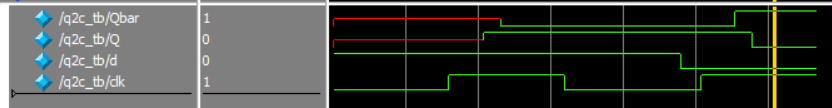 /q2c_tb/Qbar 1
/q2c_tb/Q 0
/q2c_tb/d 0
/q2c_tb/clk 1